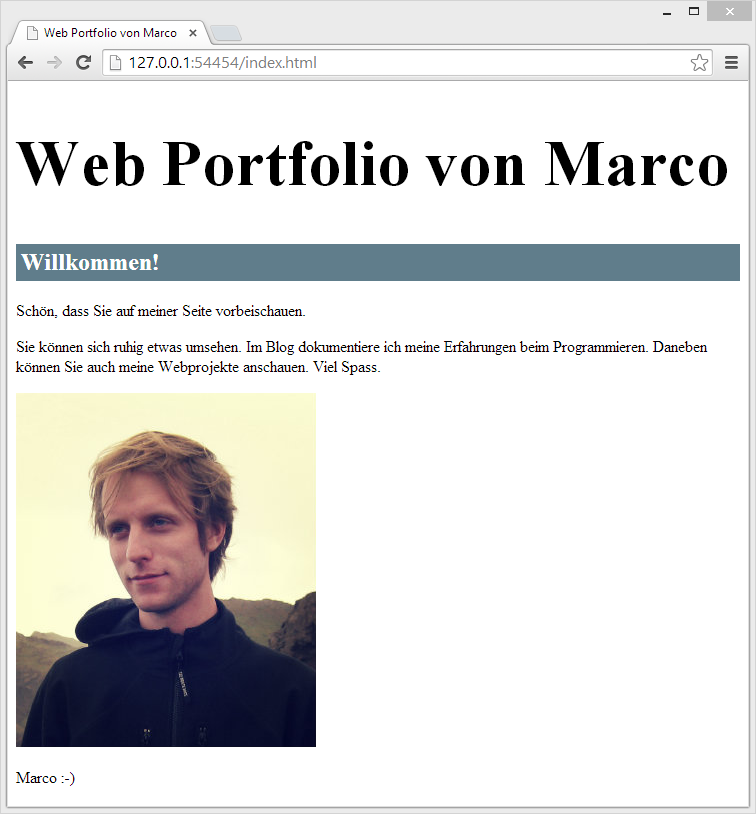 Web Portfolio von Marco
127.0.0.1:54454/index.html
Web Portfolio von Marco
Willkommen!
Schön, dass Sie auf meiner Seite vorbeischauen.
Sie können sich ruhig etwas umsehen. Im Blog dokumentiere ich meine Erfahrungen beim Programmieren. Daneben
können Sie auch meine Webprojekte anschauen. Viel Spass.
Marco :-)